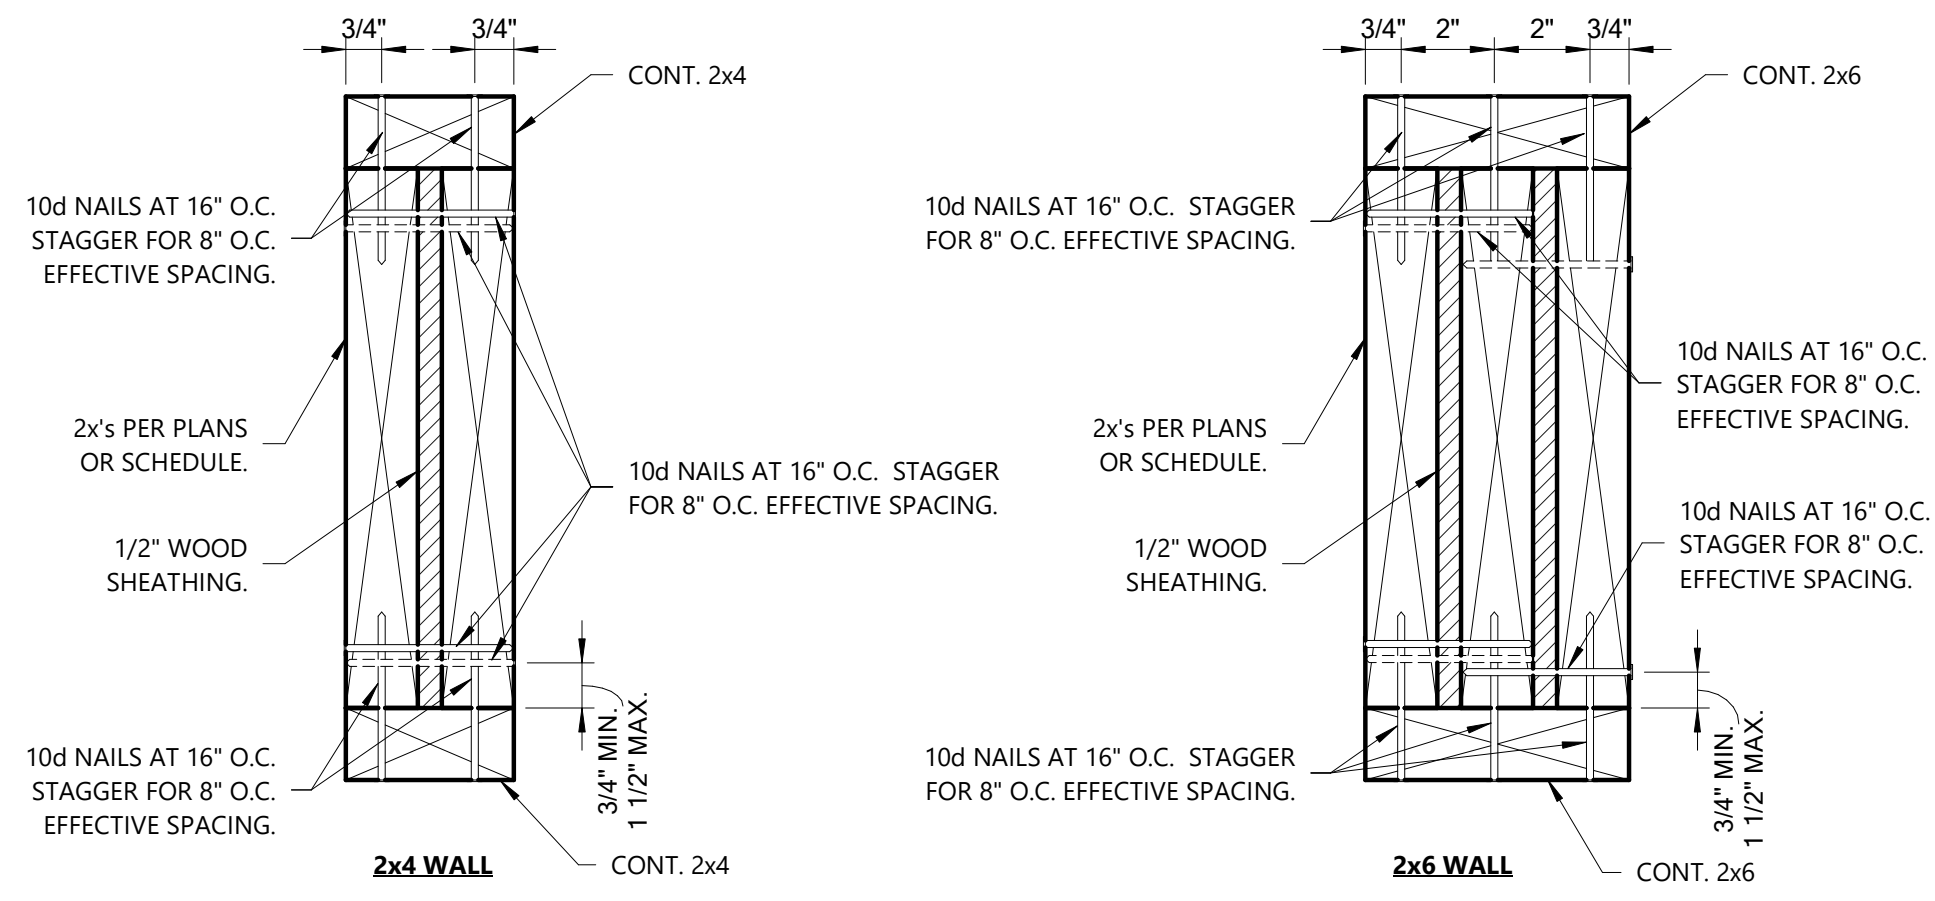 3/4"
3/4"
CONT. 2x4
10d NAILS AT 16" O.C.
STAGGER FOR 8" O.C.
EFFECTIVE SPACING.
2x's PER PLANS
OR SCHEDULE.
10d NAILS AT 16" O.C.  STAGGER
FOR 8" O.C. EFFECTIVE SPACING.
1/2" WOOD
SHEATHING.
3/4" MIN.
1 1/2" MAX.
10d NAILS AT 16" O.C.
STAGGER FOR 8" O.C.
EFFECTIVE SPACING.
CONT. 2x4
2x4 WALL
3/4"
2"
2"
3/4"
CONT. 2x6
10d NAILS AT 16" O.C.  STAGGER
FOR 8" O.C. EFFECTIVE SPACING.
10d NAILS AT 16" O.C.
STAGGER FOR 8" O.C.
EFFECTIVE SPACING.
2x's PER PLANS
OR SCHEDULE.
10d NAILS AT 16" O.C.
STAGGER FOR 8" O.C.
EFFECTIVE SPACING.
1/2" WOOD
SHEATHING.
3/4" MIN.
1 1/2" MAX.
10d NAILS AT 16" O.C.  STAGGER
FOR 8" O.C. EFFECTIVE SPACING.
CONT. 2x6
2x6 WALL